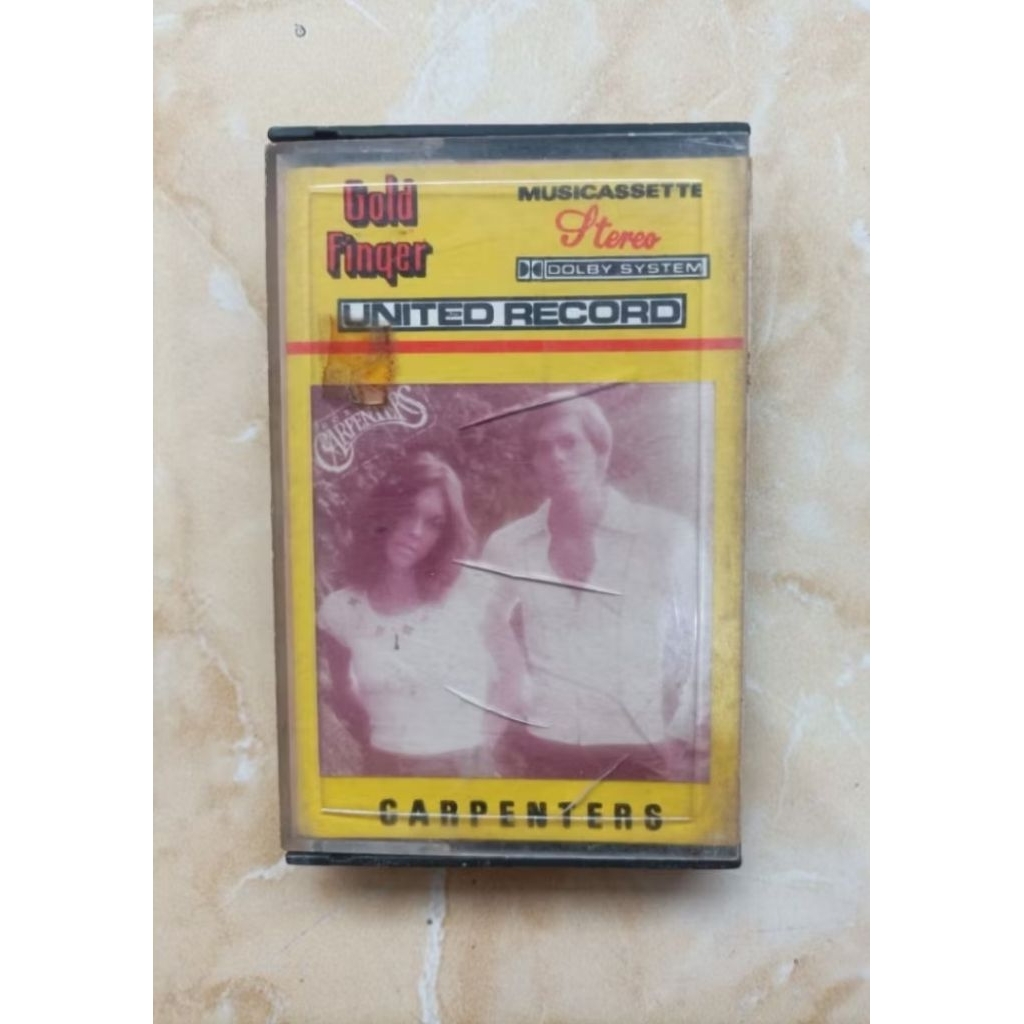 Gold
Finger
MUSICASSETTE
Stereo
DOLBY SYSTEM
UNITED RECORD
CARPENTERS
CARPENTERS